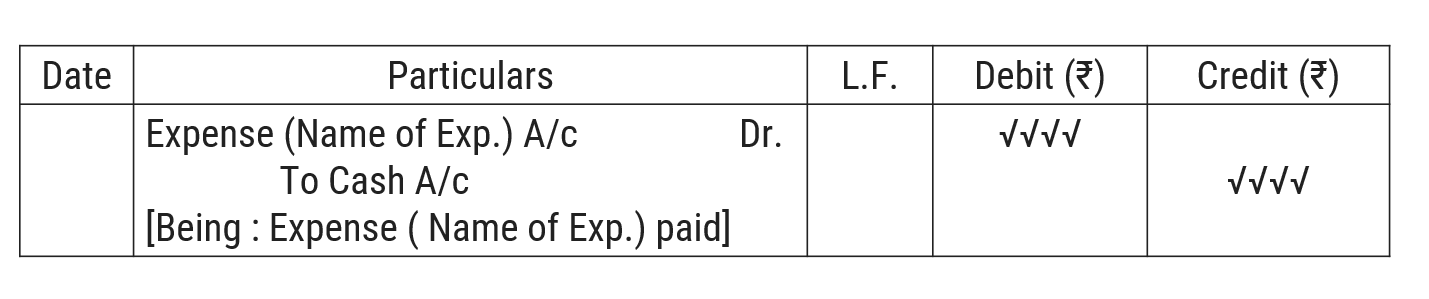 Date Particulars L.F. Debit (₹) Credit (₹)
Expense (Name of Exp.) A/c Dr. √√√√
To Cash A/c √√√√
[Being : Expense ( Name of Exp.) paid]